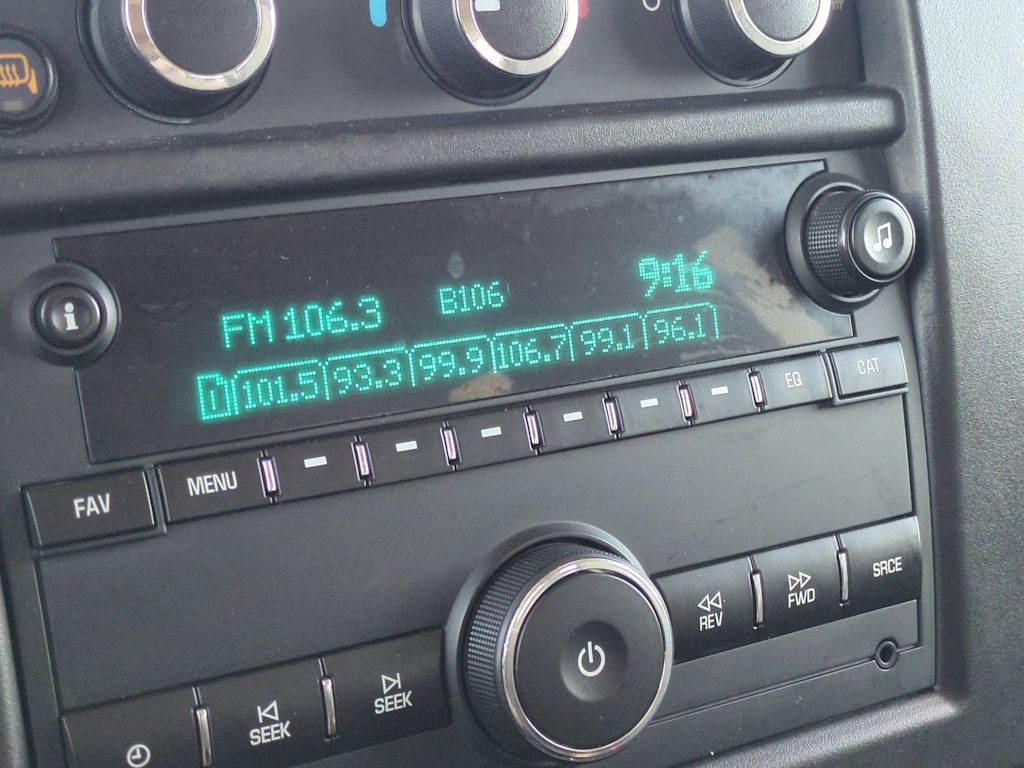 i
FM 106.3 B106 9:16
1 101.5 93.3 99.9 106.7 99.1 96.1
FAV MENU EQ CAT
REV FWD SRCE
SEEK SEEK